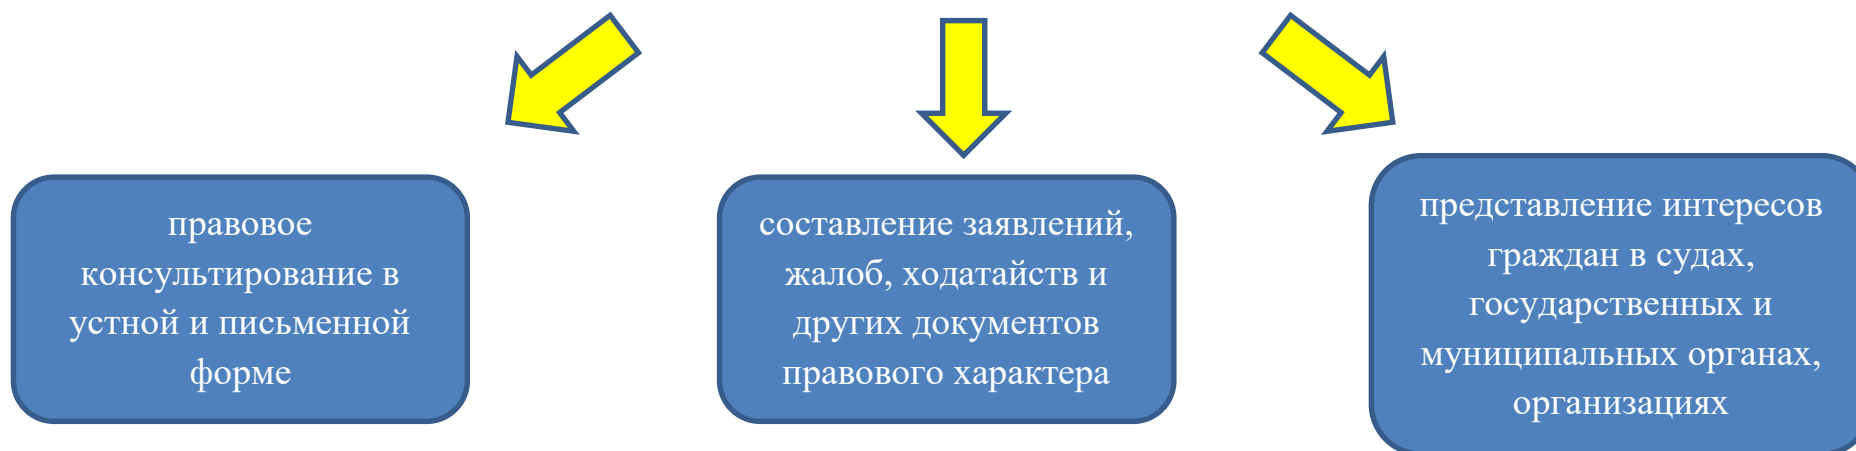 правовое
консультирование в
устной и письменной
форме
составление заявлений,
жалоб, ходатайств и
других документов
правового характера
представление интересов
граждан в судах,
государственных и
муниципальных органах,
организациях